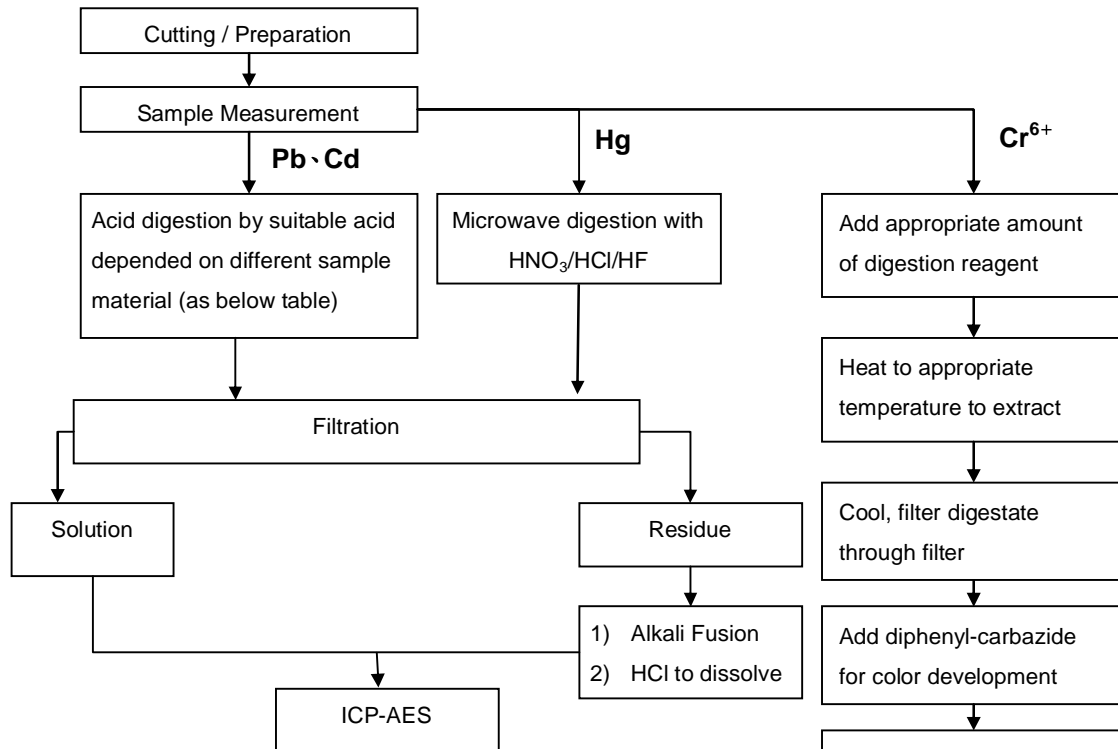 Cutting / Preparation
Sample Measurement
Pb、Cd
Hg
Cr⁶⁺
Acid digestion by suitable acid
depended on different sample
material (as below table)
Microwave digestion with
HNO₃/HCl/HF
Add appropriate amount
of digestion reagent
Heat to appropriate
temperature to extract
Filtration
Solution
Residue
Cool, filter digestate
through filter
1) Alkali Fusion
2) HCl to dissolve
Add diphenyl-carbazide
for color development
ICP-AES